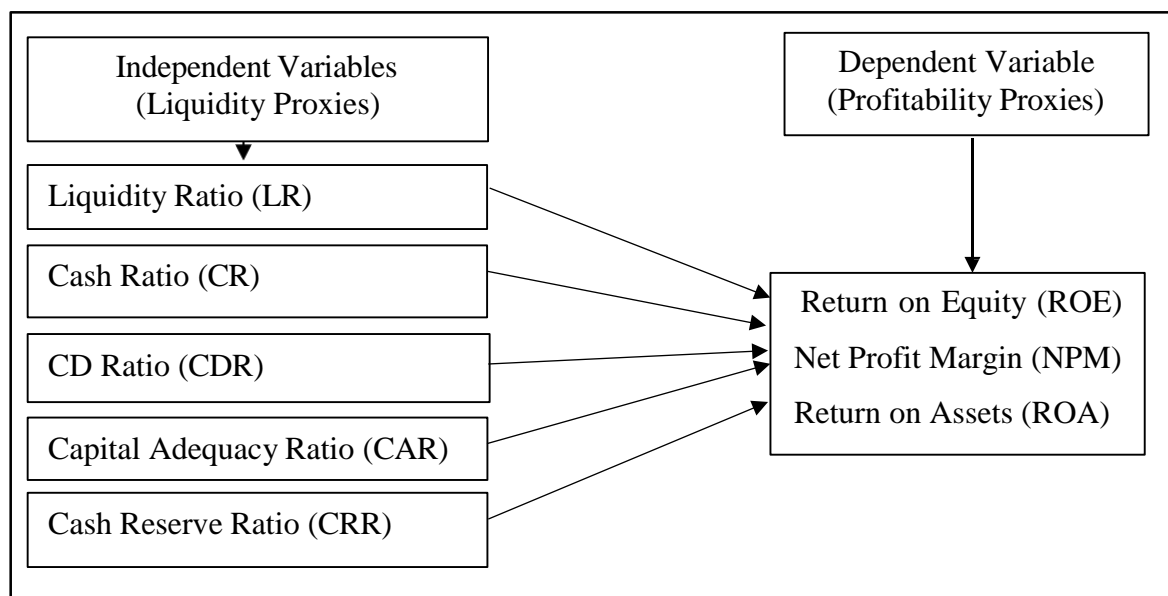 Independent Variables
(Liquidity Proxies)
Dependent Variable
(Profitability Proxies)
Liquidity Ratio (LR)
Cash Ratio (CR)
CD Ratio (CDR)
Capital Adequacy Ratio (CAR)
Cash Reserve Ratio (CRR)
Return on Equity (ROE)
Net Profit Margin (NPM)
Return on Assets (ROA)